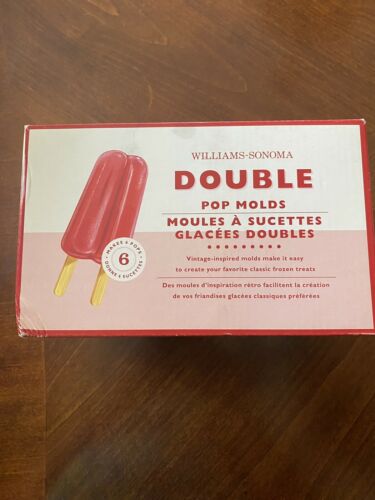 WILLIAMS-SONOMA
DOUBLE
POP MOLDS
MOULES À SUCETTES
GLACÉES DOUBLES
Vintage-inspired molds make it easy
to create your favorite classic frozen treats
Des moules d'inspiration rétro facilitent la création
de vos friandises glacées classiques préférées
MAKES 6 POPS
6
DONNE 6 SUCETTES